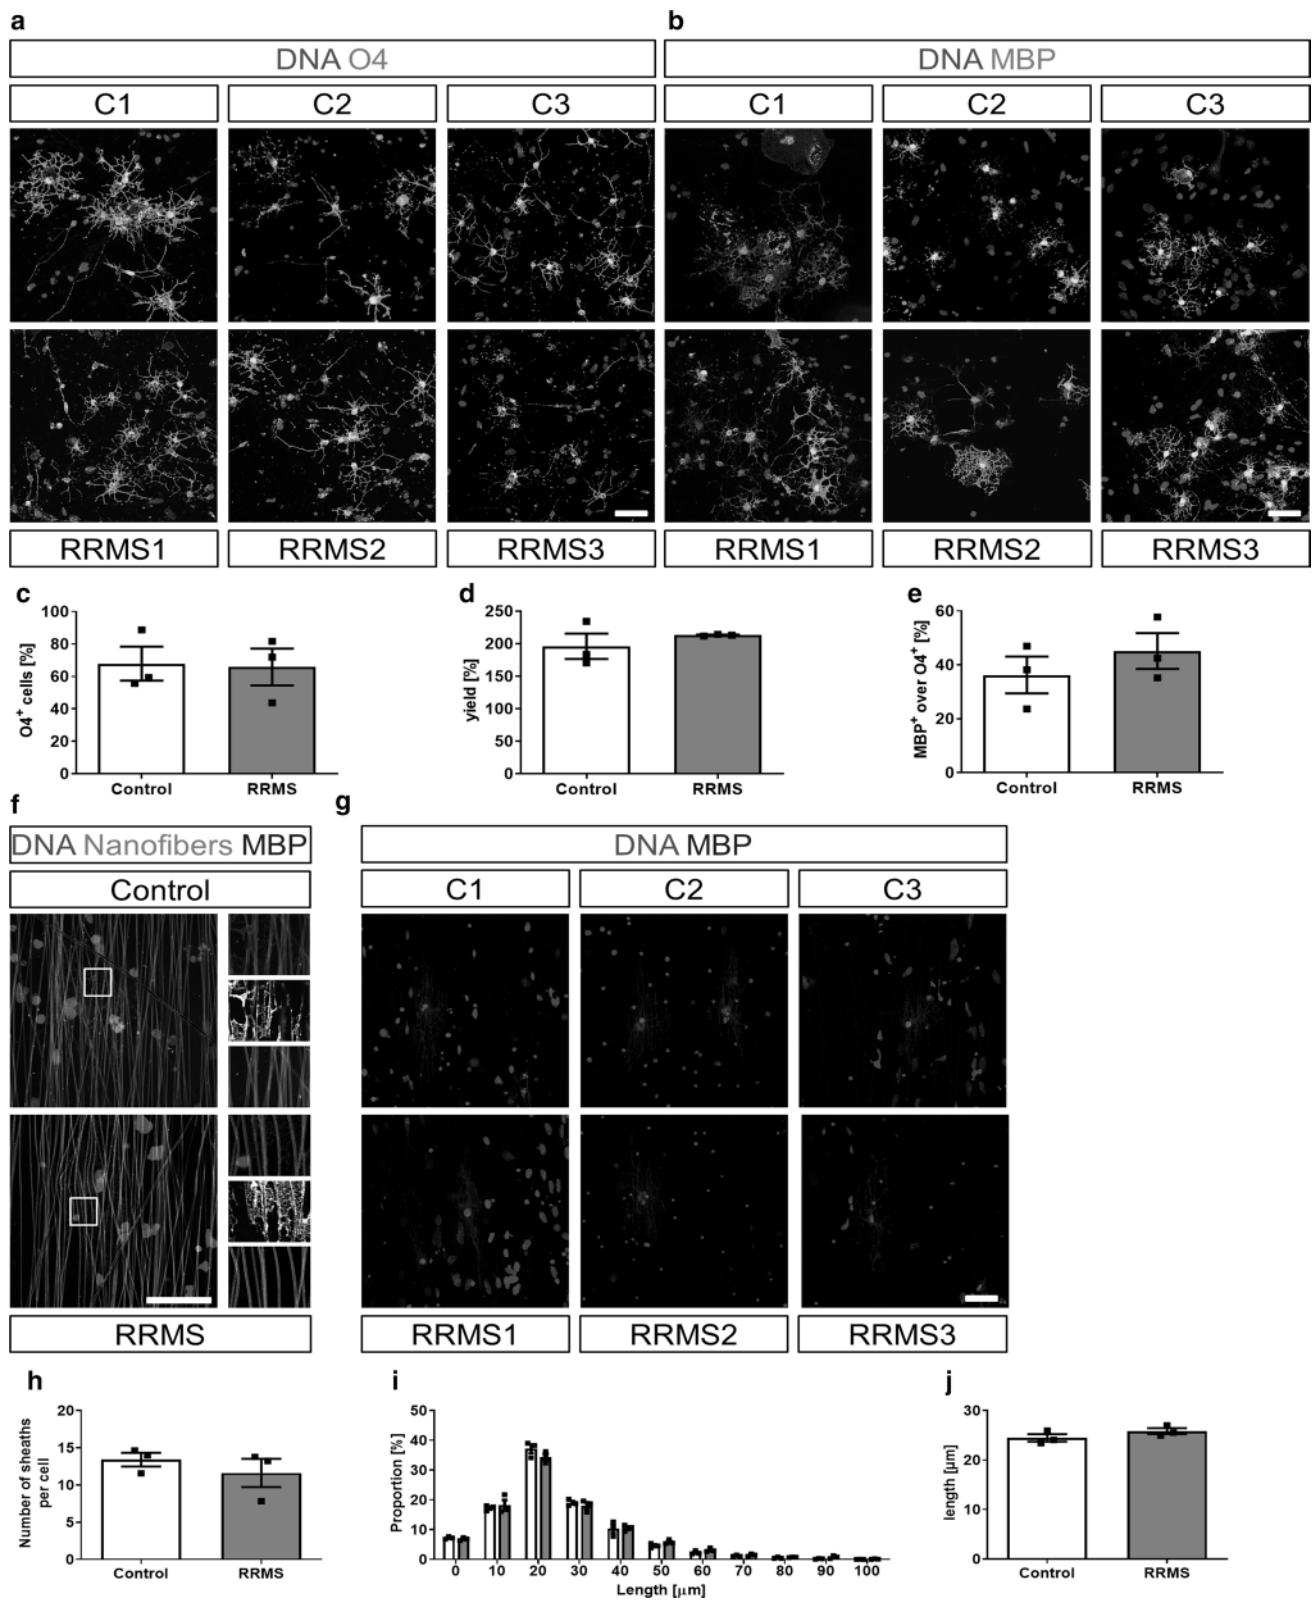 a
b
DNA O4
DNA MBP
C1
C2
C3
C1
C2
C3
RRMS1
RRMS2
RRMS3
RRMS1
RRMS2
RRMS3
c
O4⁺ cells [%]
100
80
60
40
20
0
Control
RRMS
d
yield [%]
250
200
150
100
50
0
Control
RRMS
e
MBP⁺ over O4⁺ [%]
60
40
20
0
Control
RRMS
f
DNA Nanofibers MBP
Control
RRMS
g
DNA MBP
C1
C2
C3
RRMS1
RRMS2
RRMS3
h
Number of sheaths
per cell
20
15
10
5
0
Control
RRMS
i
Proportion [%]
50
40
30
20
10
0
0 10 20 30 40 50 60 70 80 90 100
Length [µm]
j
length [µm]
30
20
10
0
Control
RRMS